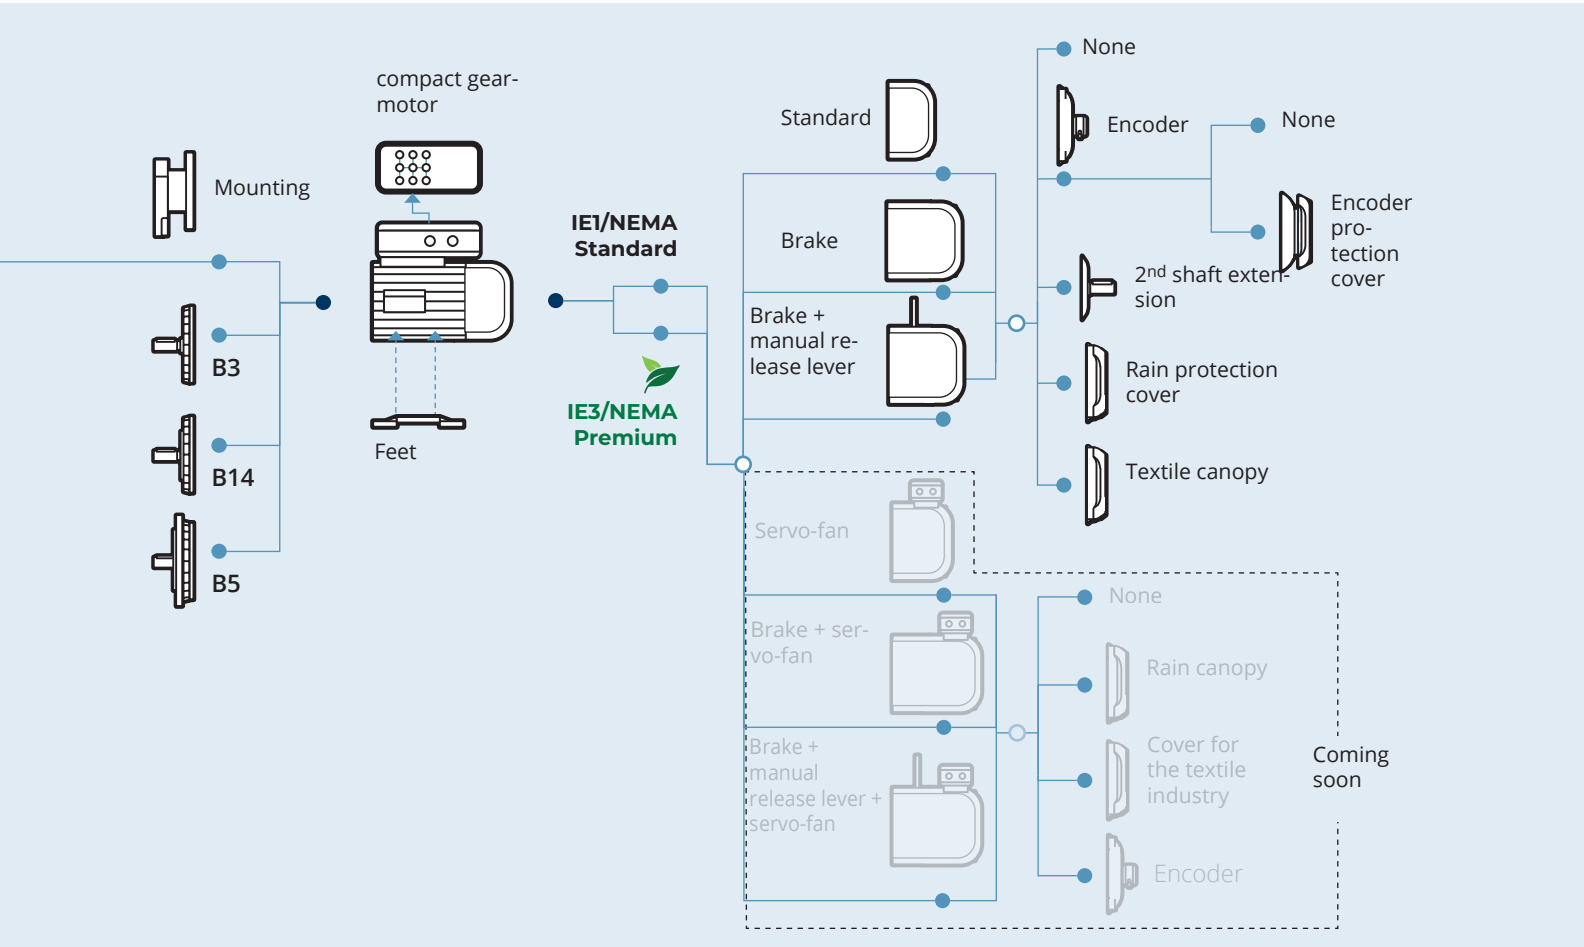 compact gear-
motor
Mounting
B3
B14
B5
Feet
IE1/NEMA
Standard
IE3/NEMA
Premium
Standard
Brake
Brake +
manual re-
lease lever
None
Encoder
None
Encoder
pro-
tection
cover
2nd shaft exten-
sion
Rain protection
cover
Textile canopy
Servo-fan
Brake + ser-
vo-fan
Brake +
manual
release lever +
servo-fan
None
Rain canopy
Cover for
the textile
industry
Encoder
Coming
soon